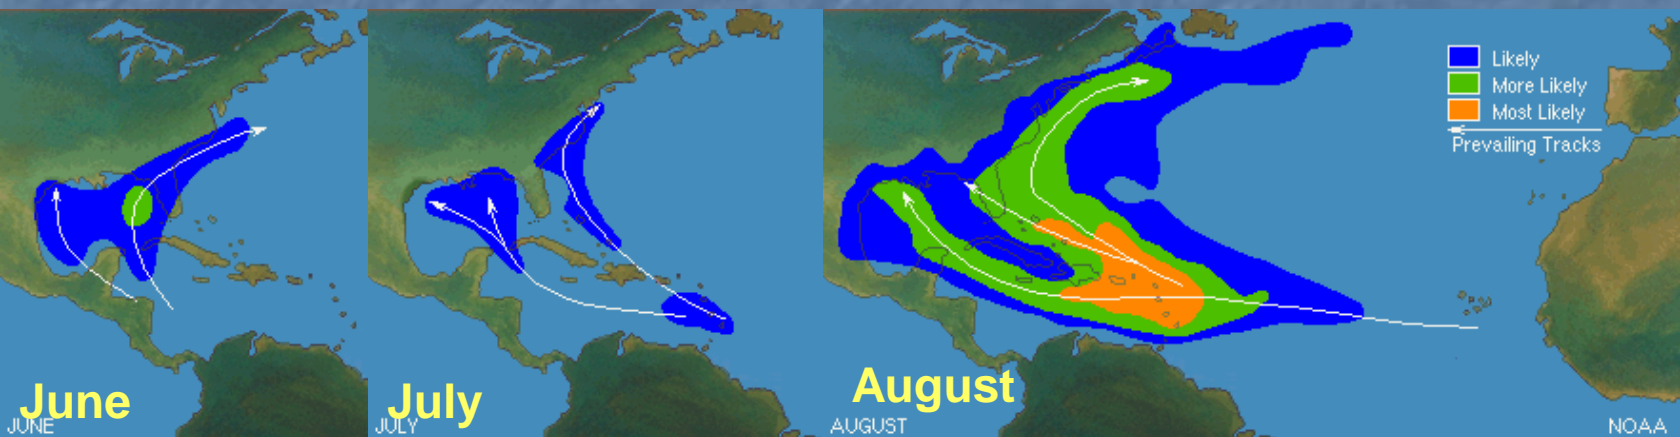 Likely
More Likely
Most Likely
Prevailing Tracks
June
JUNE
July
JULY
August
AUGUST
NOAA